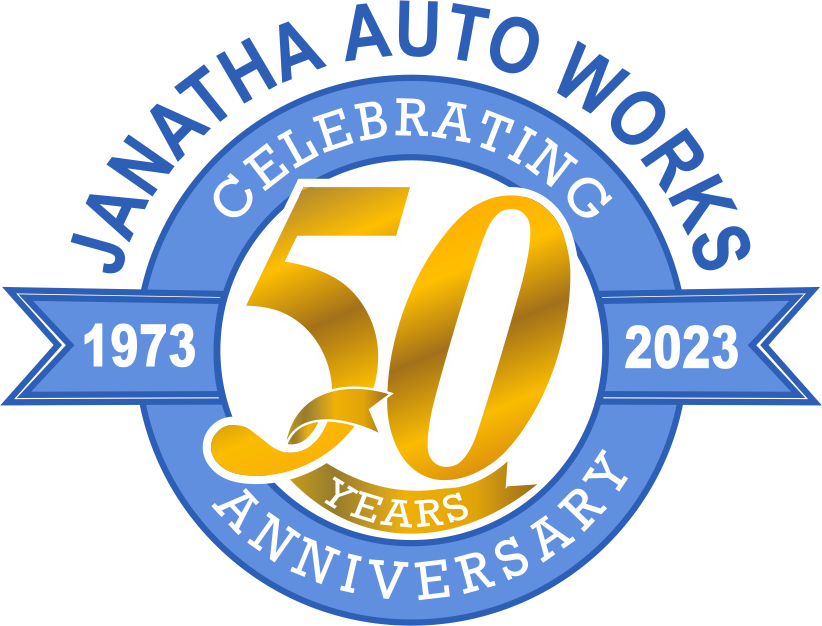 JANATHA AUTO WORKS
CELEBRATING
1973
50
2023
YEARS
ANNIVERSARY